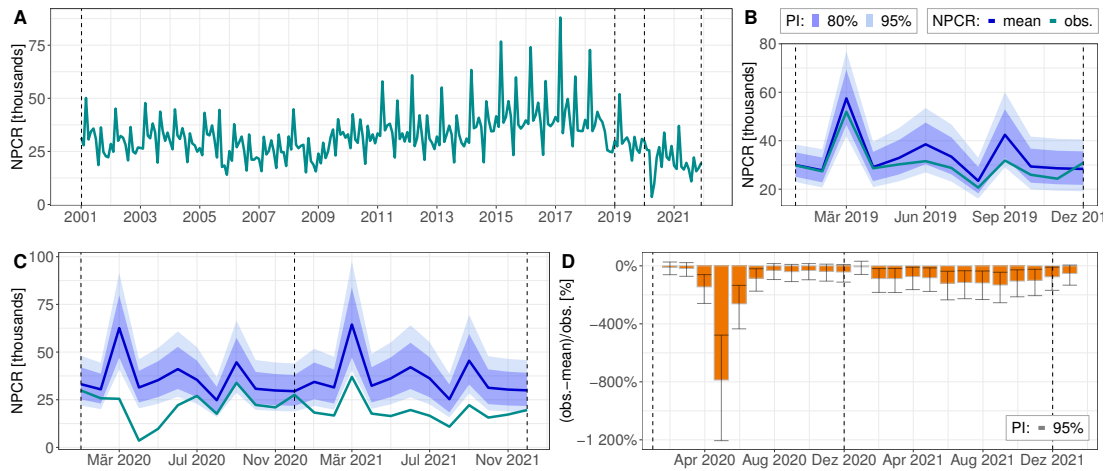 A
NPCR [thousands]
75
50
25
0
2001 2003 2005 2007 2009 2011 2013 2015 2017 2019 2021
B
PI: 80% 95% NPCR: mean obs.
NPCR [thousands]
80
60
40
20
Mär 2019 Jun 2019 Sep 2019 Dez 201
C
NPCR [thousands]
100
75
50
25
0
Mär 2020 Jul 2020 Nov 2020 Mär 2021 Jul 2021 Nov 2021
D
(obs.−mean)/obs. [%]
0%
−400%
−800%
−1 200%
PI: 95%
Apr 2020 Aug 2020 Dez 2020 Apr 2021 Aug 2021 Dez 2021